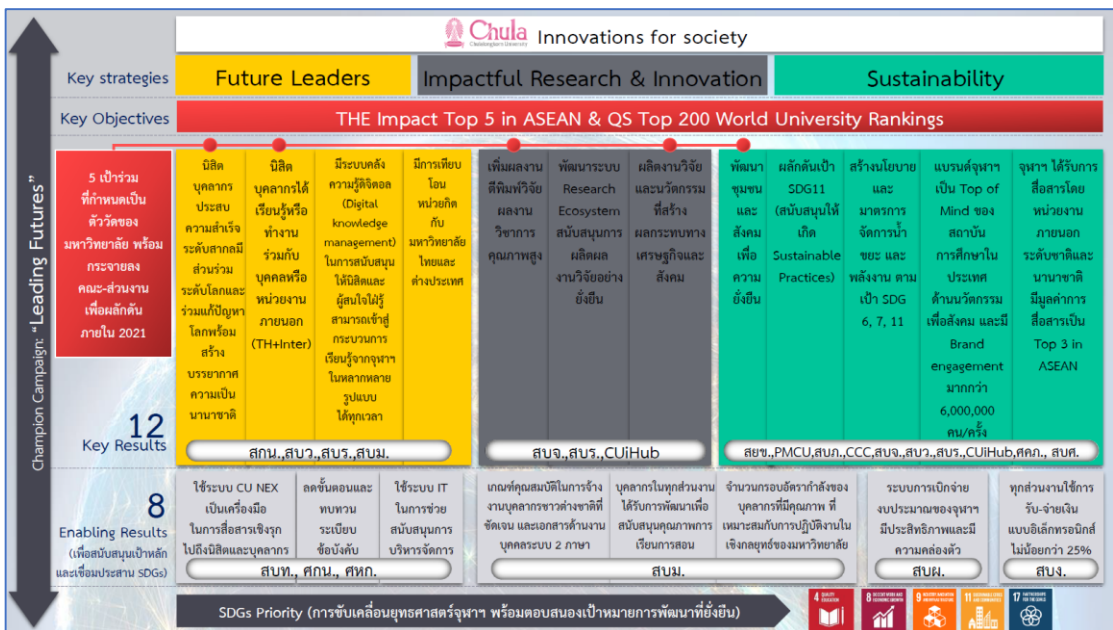 Chula
Chulalongkorn University
Innovations for society
Champion Campaign: "Leading Futures"
Key strategies
Future Leaders
Impactful Research & Innovation
Sustainability
Key Objectives
THE Impact Top 5 in ASEAN & QS Top 200 World University Rankings
5 เป้าร่วม
ที่กำหนดเป็น
ตัววัดของ
มหาวิทยาลัย พร้อม
กระจายลง
คณะ-ส่วนงาน
เพื่อผลักดัน
ภายใน 2021
12
Key Results
นิสิต
บุคลากร
ประสบ
ความสำเร็จ
ระดับสากลมี
ส่วนร่วม
ระดับโลกและ
ร่วมแก้ปัญหา
โลกพร้อม
สร้าง
บรรยากาศ
ความเป็น
นานาชาติ
นิสิต
บุคลากรได้
เรียนรู้หรือ
ทำงาน
ร่วมกับ
บุคคลหรือ
หน่วยงาน
ภายนอก
(TH+Inter)
มีระบบคลัง
ความรู้ดิจิตอล
(Digital
knowledge
management)
ในการสนับสนุน
ให้นิสิตและ
ผู้สนใจใฝ่รู้
สามารถเข้าสู่
กระบวนการ
เรียนรู้จากจุฬาฯ
ในหลากหลาย
รูปแบบ
ได้ทุกเวลา
มีการเทียบ
โอน
หน่วยกิต
กับ
มหาวิทยาลัย
ไทยและ
ต่างประเทศ
สกน.,สบว.,สบร.,สบม.
เพิ่มผลงาน
ตีพิมพ์วิจัย
ผลงาน
วิชาการ
คุณภาพสูง
พัฒนาระบบ
Research
Ecosystem
สนับสนุนการ
ผลิตผล
งานวิจัยอย่าง
ยั่งยืน
ผลิตงานวิจัย
และนวัตกรรม
ที่สร้าง
ผลกระทบทาง
เศรษฐกิจและ
สังคม
สบจ.,สบร.,CUiHub
พัฒนา
ชุมชน
และ
สังคม
เพื่อ
ความ
ยั่งยืน
ผลักดันเป้า
SDG11
(สนับสนุนให้
เกิด
Sustainable
Practices)
สร้างนโยบาย
และ
มาตรการ
จัดการน้ำ
ขยะ และ
พลังงาน ตาม
เป้า SDG
6, 7, 11
แบรนด์จุฬาฯ
เป็น Top of
Mind ของ
สถาบัน
การศึกษาใน
ประเทศ
ด้านนวัตกรรม
เพื่อสังคม และมี
Brand
engagement
มากกว่า
6,000,000
คน/ครั้ง
จุฬาฯ ได้รับการ
สื่อสารโดย
หน่วยงาน
ภายนอก
ระดับชาติและ
นานาชาติ
มีมูลค่าการ
สื่อสารเป็น
Top 3 in
ASEAN
สยข.,PMCU,สบภ.,CCC,สบจ.,สบว.,สบร.,CUiHub,ศคภ., สบศ.
8
Enabling Results
(เพื่อสนับสนุนเป้าหลัก
และเชื่อมประสาน SDGs)
ใช้ระบบ CU NEX
เป็นเครื่องมือ
ในการสื่อสารเชิงรุก
ไปถึงนิสิตและบุคลากร
ลดขั้นตอนและ
ทบทวน
ระเบียบ
ข้อบังคับ
ใช้ระบบ IT
ในการช่วย
สนับสนุนการ
บริหารจัดการ
สบท., ศกน., ศหก.
เกณฑ์คุณสมบัติในการจ้าง
งานบุคลากรชาวต่างชาติที่
ชัดเจน และเอกสารด้านงาน
บุคคลระบบ 2 ภาษา
บุคลากรในทุกส่วนงาน
ได้รับการพัฒนาเพื่อ
สนับสนุนคุณภาพการ
เรียนการสอน
จำนวนกรอบอัตรากำลังของ
บุคลากรที่มีคุณภาพ ที่
เหมาะสมกับการปฏิบัติงานใน
เชิงกลยุทธ์ของมหาวิทยาลัย
สบม.
ระบบการเบิกจ่าย
งบประมาณของจุฬาฯ
มีประสิทธิภาพและมี
ความคล่องตัว
สบผ.
ทุกส่วนงานใช้การ
รับ-จ่ายเงิน
แบบอิเล็กทรอนิกส์
ไม่น้อยกว่า 25%
สบง.
SDGs Priority (การขับเคลื่อนยุทธศาสตร์จุฬาฯ พร้อมตอบสนองเป้าหมายการพัฒนาที่ยั่งยืน)
4 QUALITY EDUCATION
8 DECENT WORK AND ECONOMIC GROWTH
9
11
17 PARTNERSHIPS FOR THE GOALS